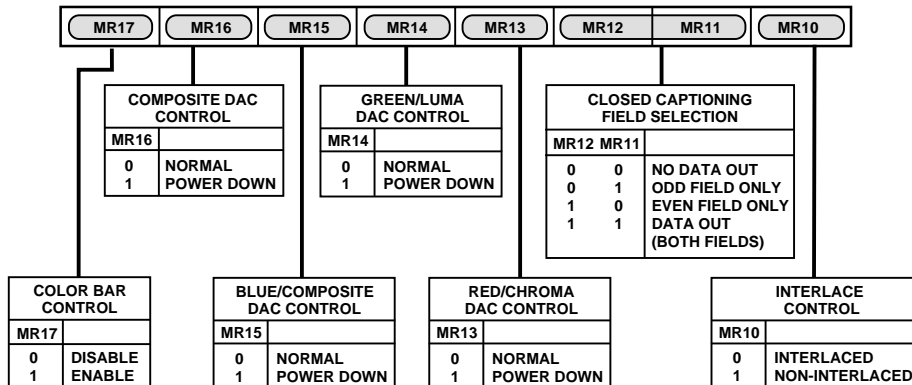 MR17 MR16 MR15 MR14 MR13 MR12 MR11 MR10
COMPOSITE DAC
CONTROL
MR16
0 NORMAL
1 POWER DOWN
GREEN/LUMA
DAC CONTROL
MR14
0 NORMAL
1 POWER DOWN
CLOSED CAPTIONING
FIELD SELECTION
MR12 MR11
0 0 NO DATA OUT
0 1 ODD FIELD ONLY
1 0 EVEN FIELD ONLY
1 1 DATA OUT
(BOTH FIELDS)
COLOR BAR
CONTROL
MR17
0 DISABLE
1 ENABLE
BLUE/COMPOSITE
DAC CONTROL
MR15
0 NORMAL
1 POWER DOWN
RED/CHROMA
DAC CONTROL
MR13
0 NORMAL
1 POWER DOWN
INTERLACE
CONTROL
MR10
0 INTERLACED
1 NON-INTERLACED